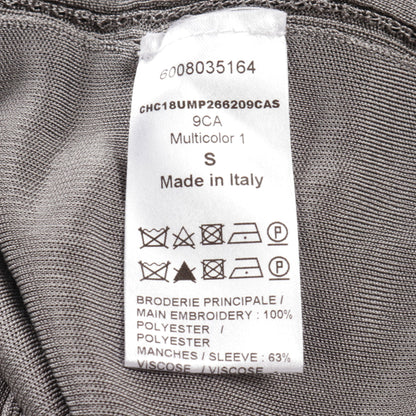 6008035164
CHC18UMP266209CAS
9CA
Multicolor 1
S
Made in Italy
P
P
BRODERIE PRINCIPALE /
MAIN EMBROIDERY : 100%
POLYESTER /
POLYESTER
MANCHES / SLEEVE : 63%
VISCOSE / VISCOSE